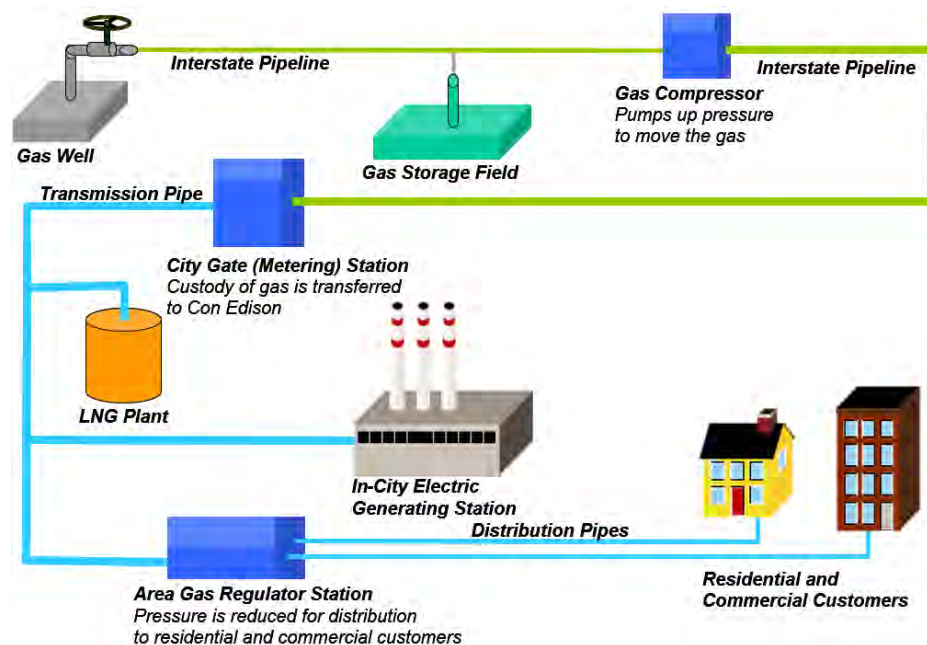 Interstate Pipeline
Interstate Pipeline
Gas Compressor
Pumps up pressure
to move the gas
Gas Well
Gas Storage Field
Transmission Pipe
City Gate (Metering) Station
Custody of gas is transferred
to Con Edison
LNG Plant
In-City Electric
Generating Station
Distribution Pipes
Residential and
Commercial Customers
Area Gas Regulator Station
Pressure is reduced for distribution
to residential and commercial customers